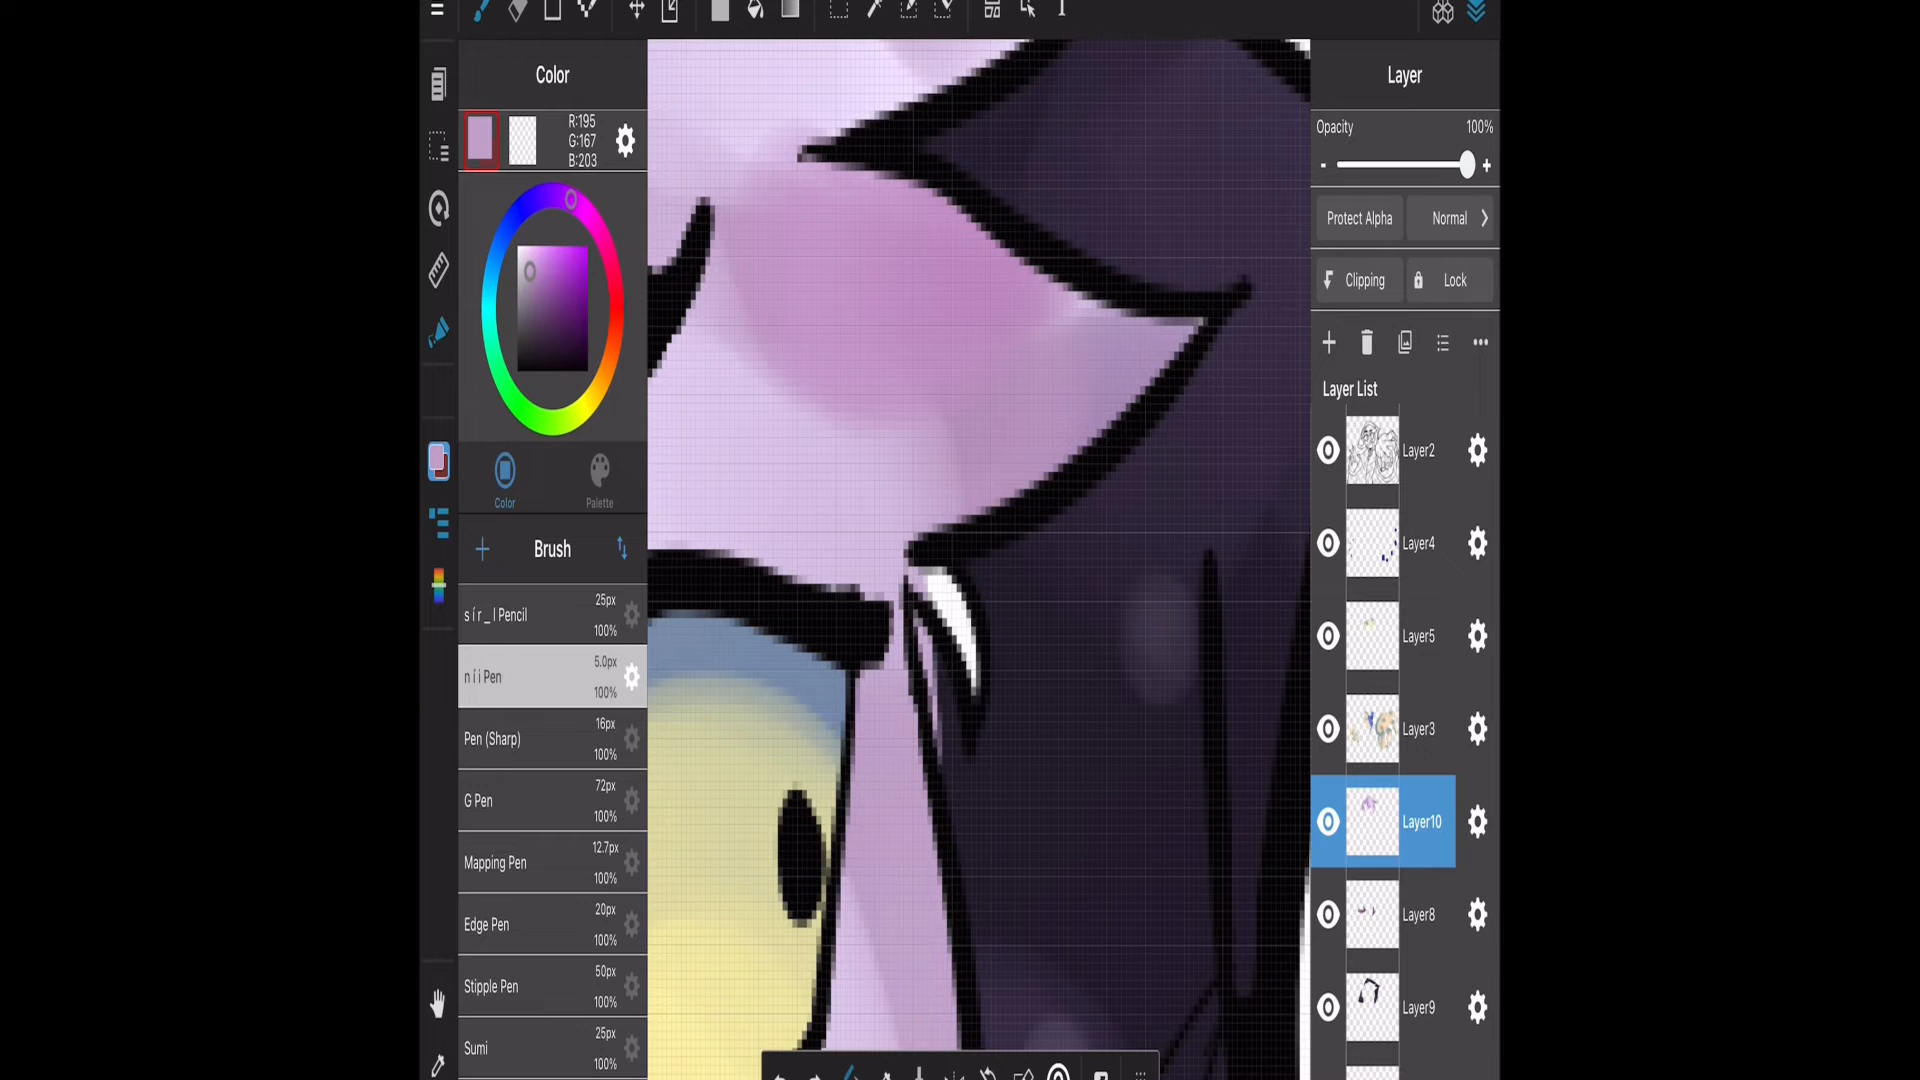 Color
R:195
G:167
B:203
Color
Palette
Brush
s í r _ l Pencil
25px
100%
n í i Pen
5.0px
100%
Pen (Sharp)
16px
100%
G Pen
72px
100%
Mapping Pen
12.7px
100%
Edge Pen
20px
100%
Stipple Pen
50px
100%
Sumi
25px
100%
Layer
Opacity
100%
- +
Protect Alpha
Normal
Clipping
Lock
Layer List
Layer2
Layer4
Layer5
Layer3
Layer10
Layer8
Layer9